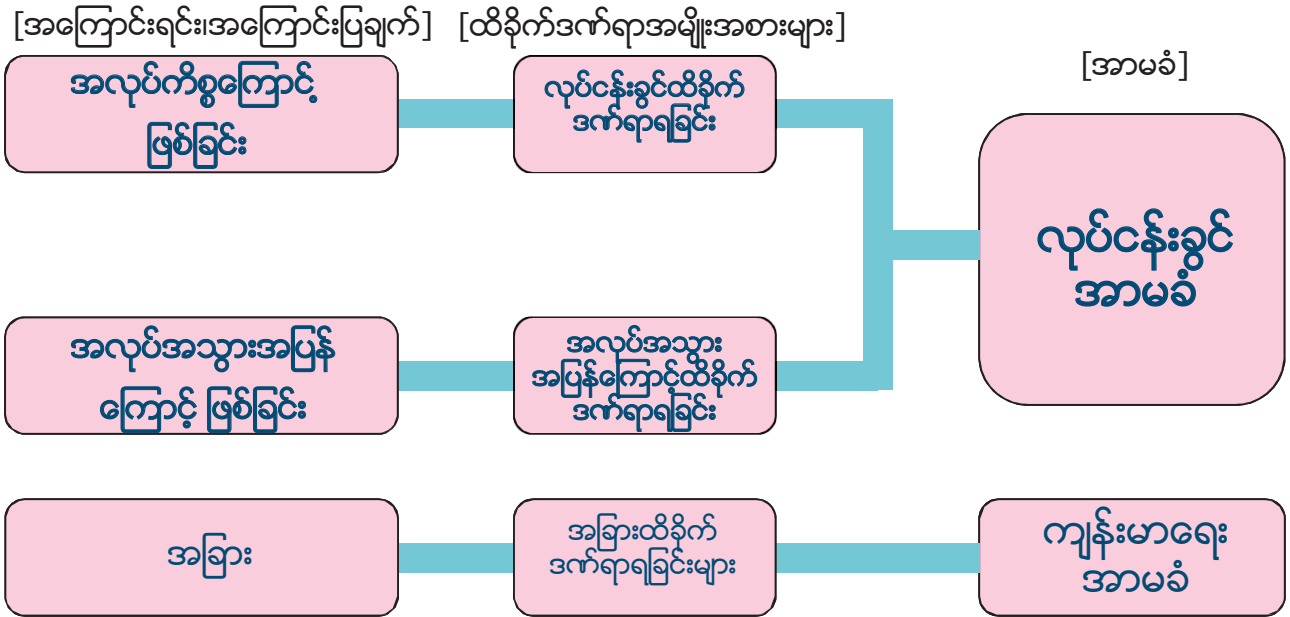 [အကြောင်းရင်း၊အကြောင်းပြချက်]
[ထိခိုက်ဒဏ်ရာအမျိုးအစားများ]
[အာမခံ]
အလုပ်ကိစ္စကြောင့်
ဖြစ်ခြင်း
လုပ်ငန်းခွင်ထိခိုက်
ဒဏ်ရာရခြင်း
လုပ်ငန်းခွင်
အာမခံ
အလုပ်အသွားအပြန်
ကြောင့် ဖြစ်ခြင်း
အလုပ်အသွား
အပြန်ကြောင့်ထိခိုက်
ဒဏ်ရာရခြင်း
အခြား
အခြားထိခိုက်
ဒဏ်ရာရခြင်းများ
ကျန်းမာရေး
အာမခံ